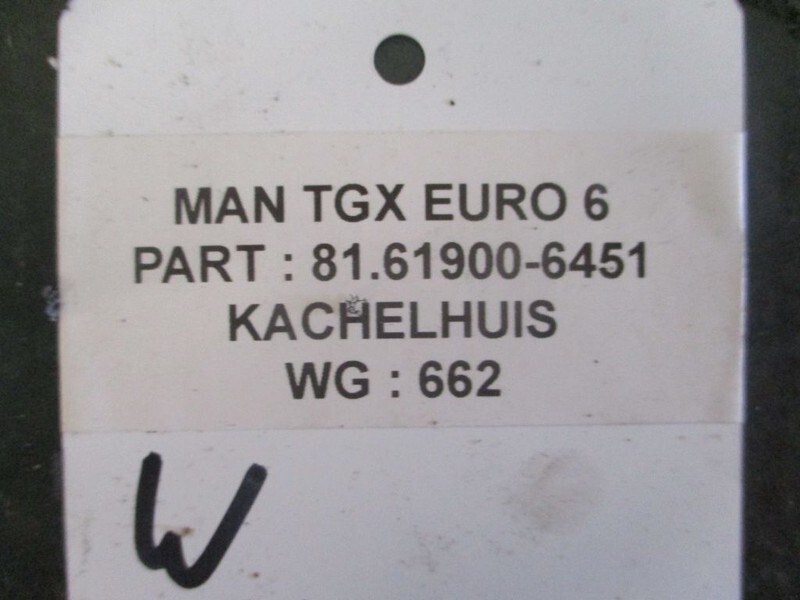 MAN TGX EURO 6
PART : 81.61900-6451
KACHELHUIS
WG : 662
W